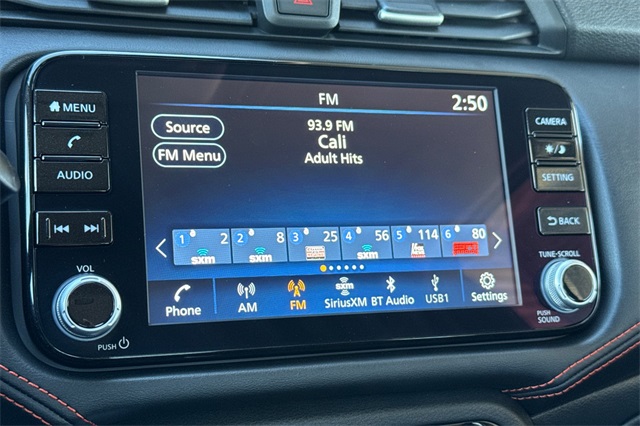 FM
2:50
Source
93.9 FM
Cali
Adult Hits
FM Menu
1 2
2 8
3 25
4 56
5 114
6 80
sxm
sxm
sxm
Phone
AM
FM
SiriusXM
BT Audio
USB1
Settings
MENU
AUDIO
VOL
PUSH
CAMERA
SETTING
BACK
TUNE-SCROLL
PUSH
SOUND